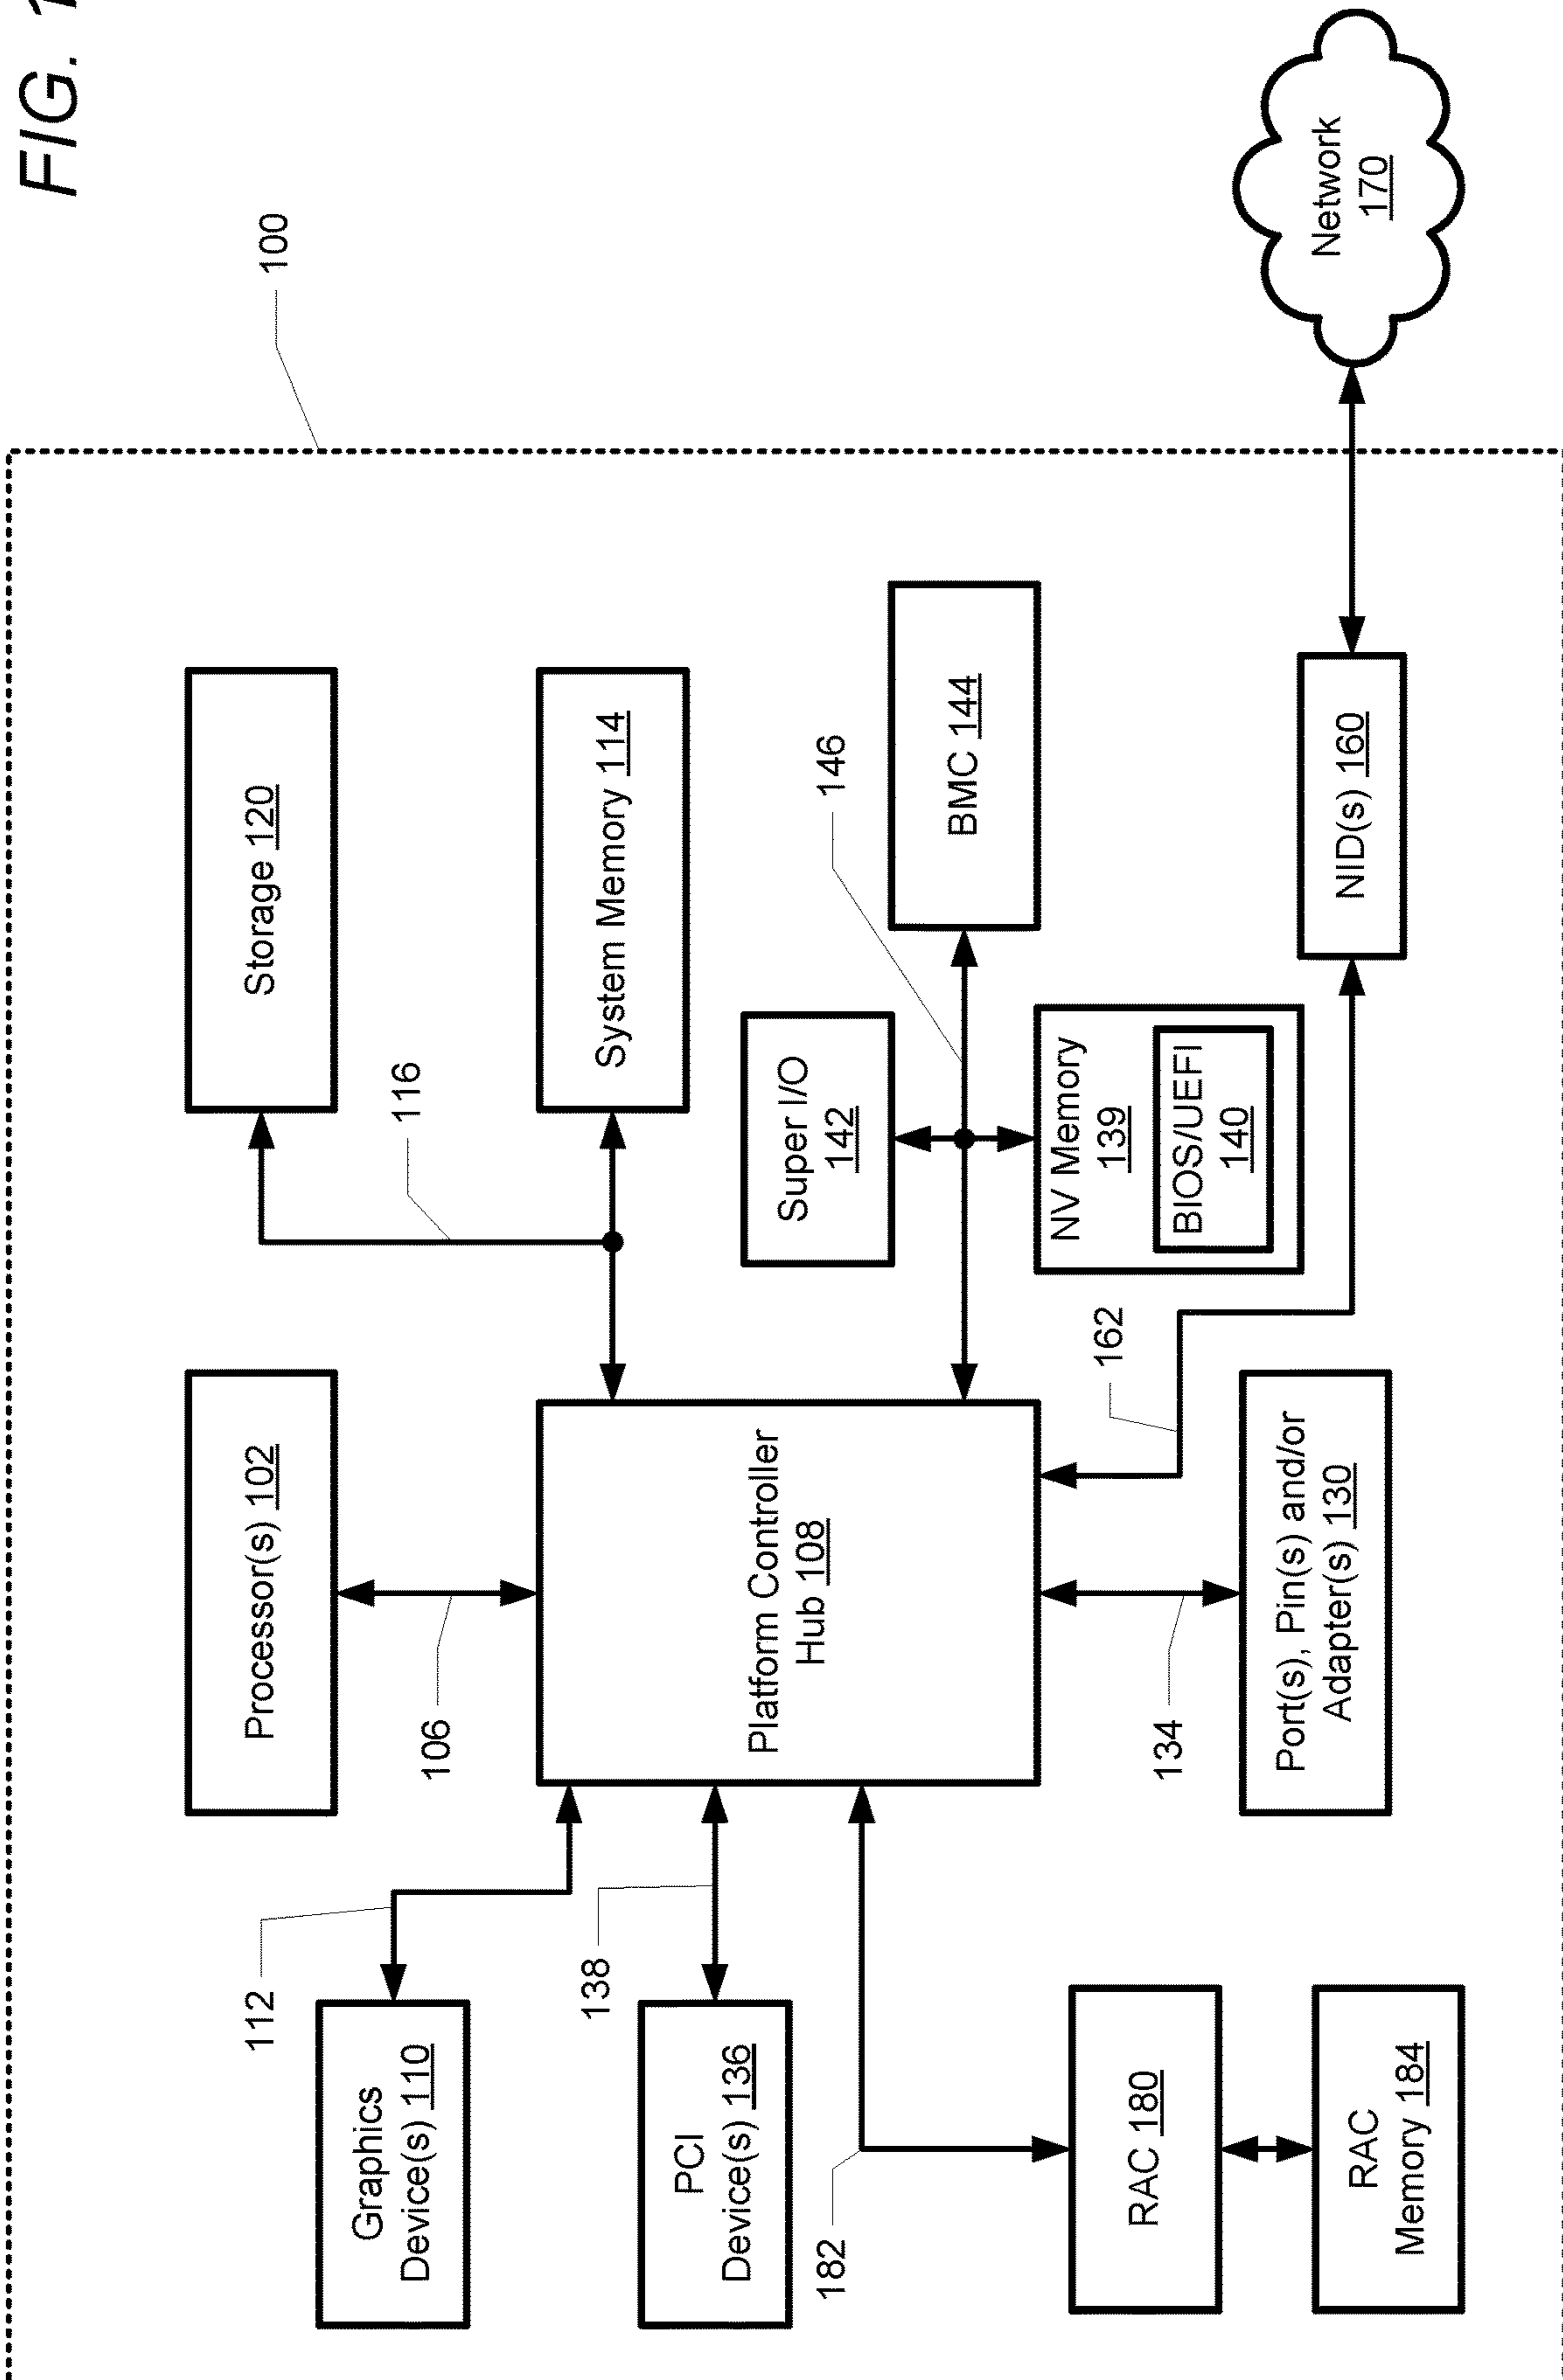 FIG. 1
100
Processor(s) 102
Storage 120
112
106
116
Graphics
Device(s) 110
System Memory 114
138
Platform Controller
Hub 108
PCI
Device(s) 136
Super I/O
142
146
182
BMC 144
NV Memory
139
BIOS/UEFI
140
162
RAC 180
134
Port(s), Pin(s) and/or
Adapter(s) 130
NID(s) 160
Network
170
RAC
Memory 184